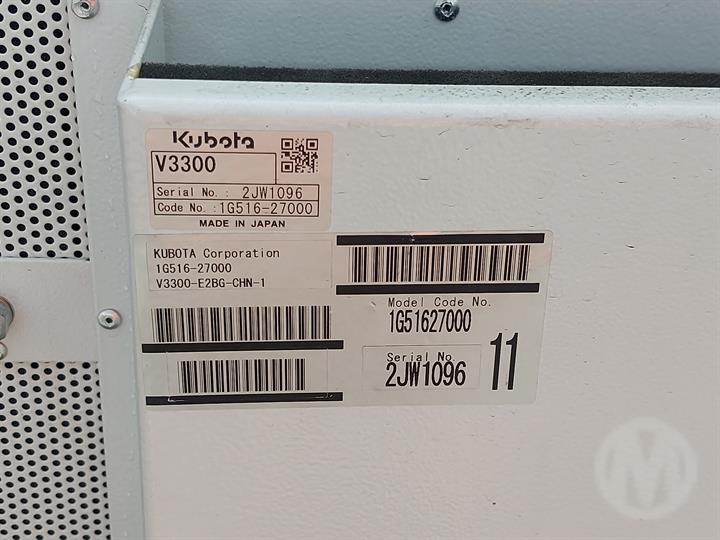 Kubota
V3300
Serial No. : 2JW1096
Code No. :1G516-27000
MADE IN JAPAN
KUBOTA Corporation
1G516-27000
V3300-E2BG-CHN-1
Model Code No.
1G51627000
Serial No.
2JW1096
11
M